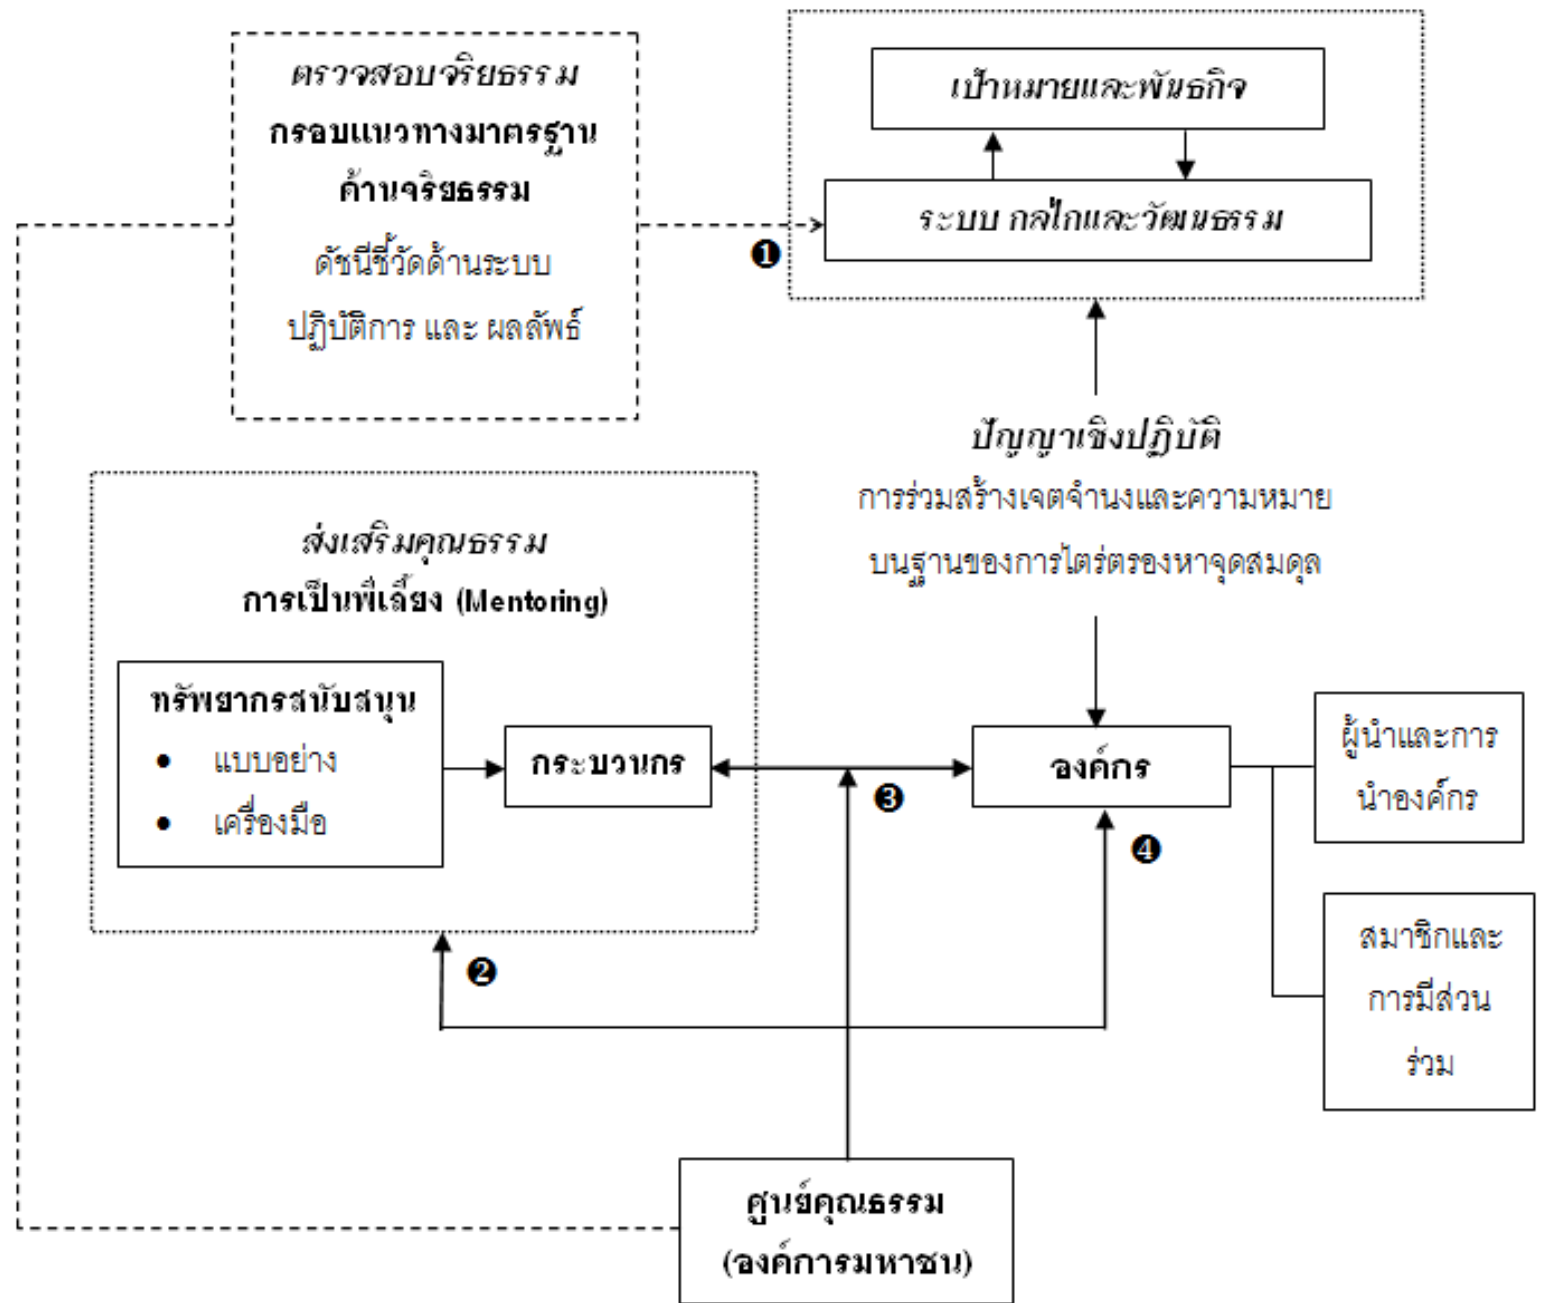 ตรวจสอบจริยธรรม
กรอบแนวทางมาตรฐาน
ด้านจริยธรรม
ดัชนีชี้วัดด้านระบบ
ปฏิบัติการ และ ผลลัพธ์
เป้าหมายและพันธกิจ
ระบบ กลไกและวัฒนธรรม
❶
ปัญญาเชิงปฏิบัติ
การร่วมสร้างเจตจำนงและความหมาย
บนฐานของการไตร่ตรองหาจุดสมดุล
ส่งเสริมคุณธรรม
การเป็นพี่เลี้ยง (Mentoring)
ทรัพยากรสนับสนุน
• แบบอย่าง
• เครื่องมือ
กระบวนกร
❸
องค์กร
❹
ผู้นำและการ
นำองค์กร
สมาชิกและ
การมีส่วน
ร่วม
❷
ศูนย์คุณธรรม
(องค์การมหาชน)